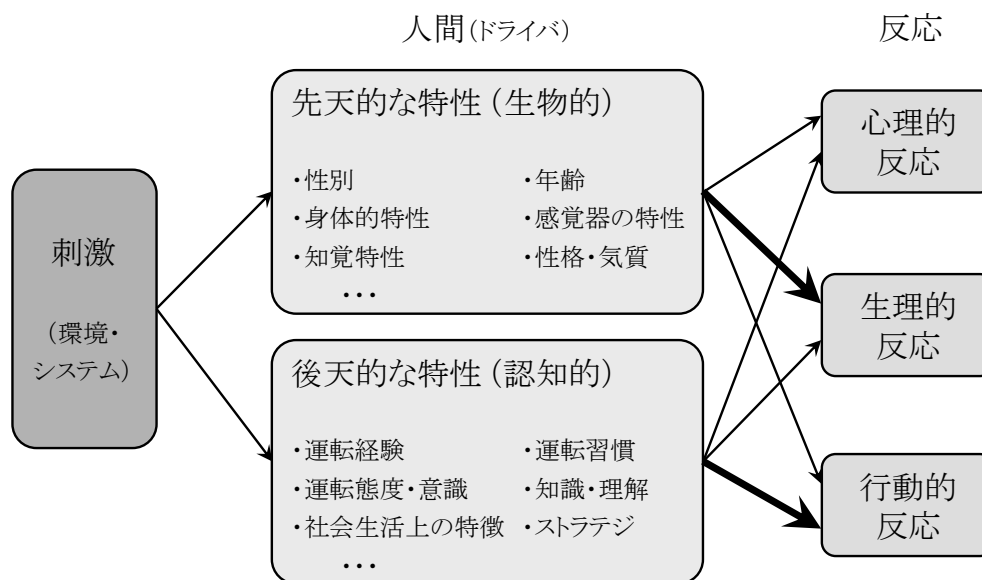 人間(ドライバ)
反応
刺激
(環境・
システム)
先天的な特性(生物的)
・性別
・年齢
・身体的特性
・感覚器の特性
・知覚特性
・性格・気質
・・・
後天的な特性(認知的)
・運転経験
・運転習慣
・運転態度・意識
・知識・理解
・社会生活上の特徴
・ストラテジ
・・・
心理的
反応
生理的
反応
行動的
反応